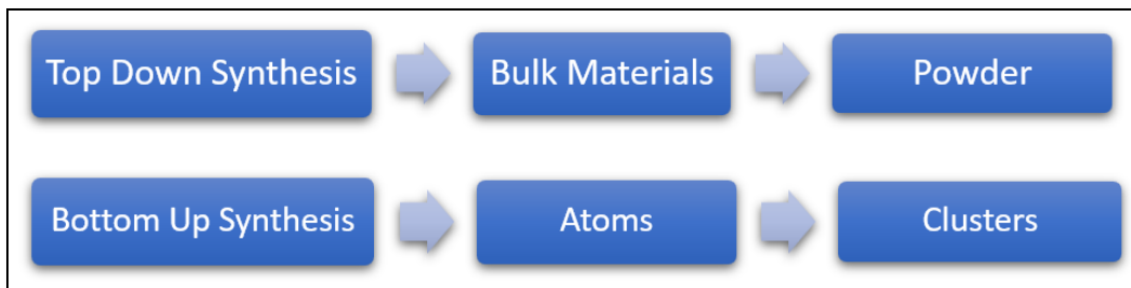 Top Down Synthesis
Bulk Materials
Powder
Bottom Up Synthesis
Atoms
Clusters